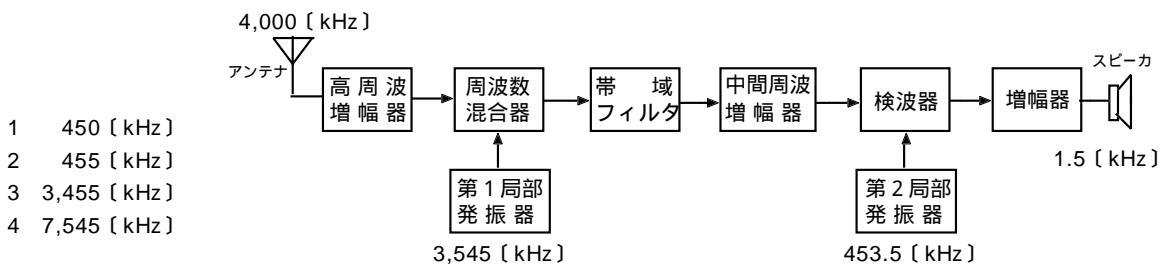 4,000〔kHz〕
アンテナ
高周波
増幅器
周波数
混合器
帯域
フィルタ
中間周波
増幅器
検波器
増幅器
スピーカ
1.5〔kHz〕
第1局部
発振器
3,545〔kHz〕
第2局部
発振器
453.5〔kHz〕
1 450〔kHz〕
2 455〔kHz〕
3 3,455〔kHz〕
4 7,545〔kHz〕